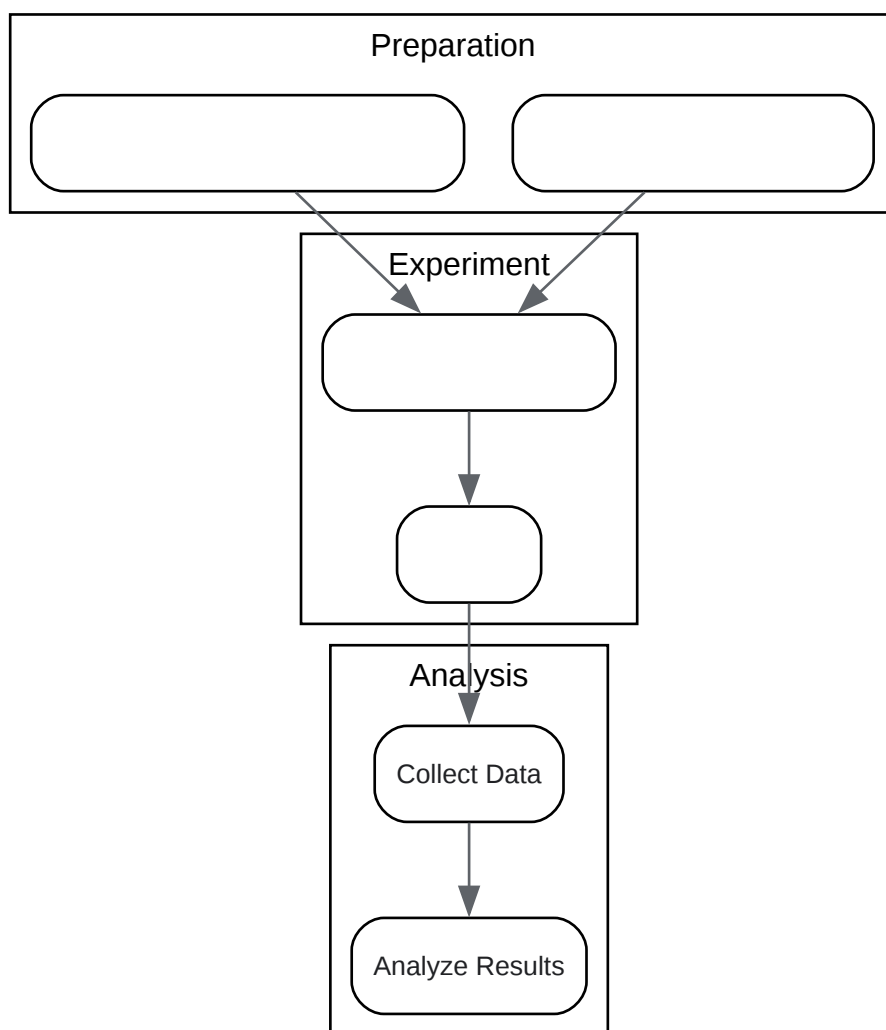 Preparation
Experiment
Analysis
Collect Data
Analyze Results